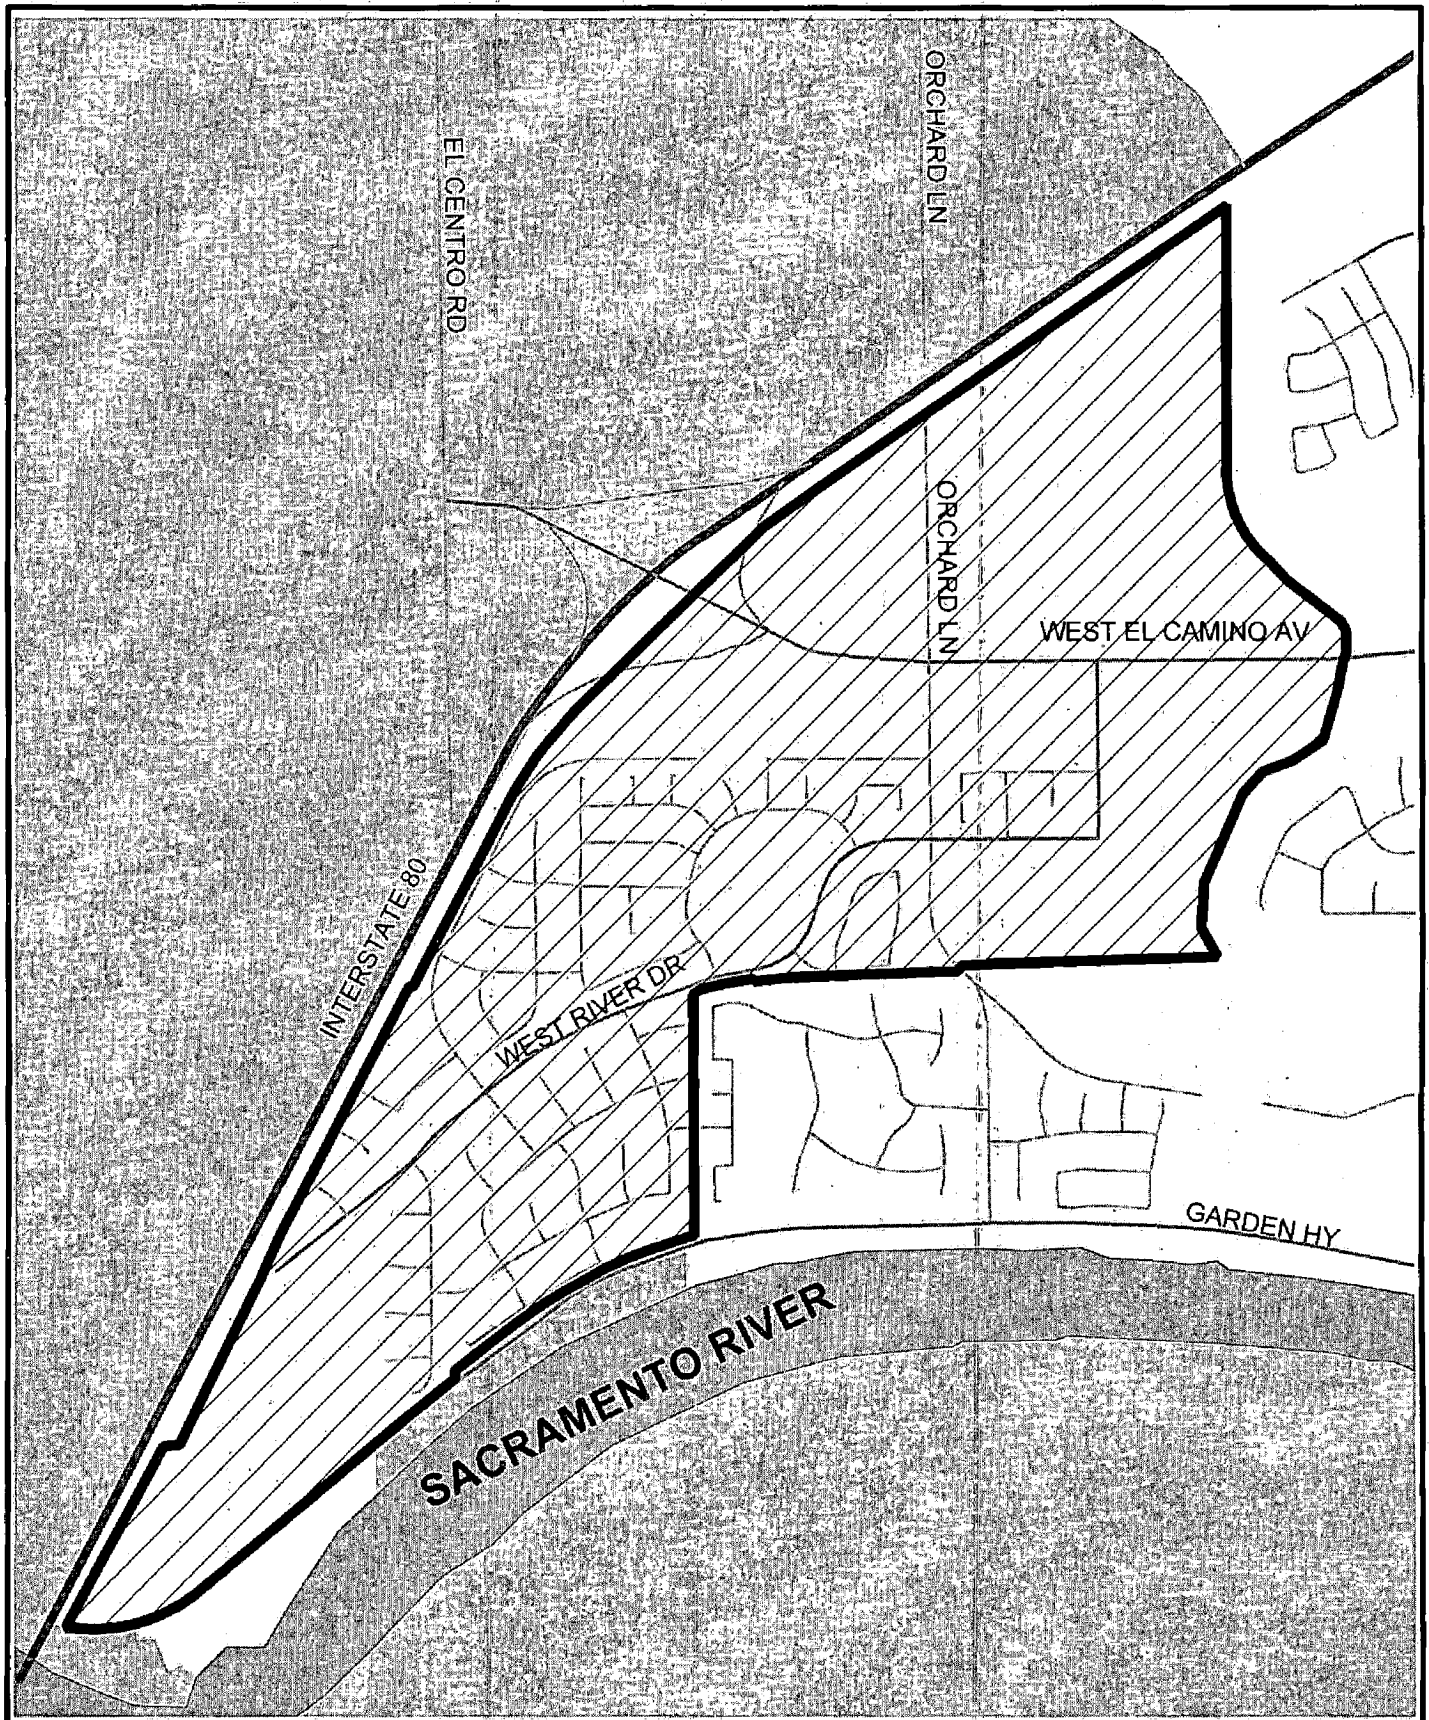 ORCHARD LN
EL CENTRO RD
ORCHARD LN
WEST EL CAMINO AV
INTERSTATE 80
WEST RIVER DR
GARDEN HY
SACRAMENTO RIVER